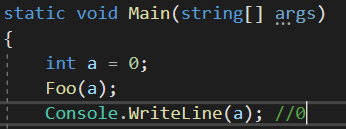 static void Main(string[] args)
{
int a = 0;
Foo(a);
Console.WriteLine(a); //0